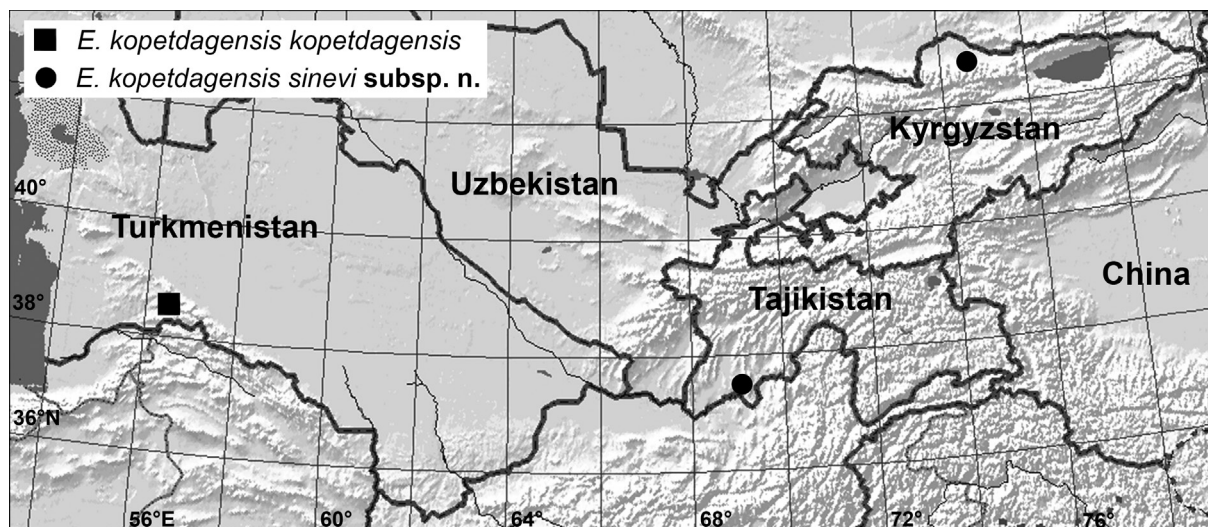 E. kopetdagensis kopetdagensis
E. kopetdagensis sinevi subsp. n.
Kyrgyzstan
Uzbekistan
40°
Turkmenistan
China
Tajikistan
38°
36°N
56°E 60° 64° 68° 72° 76°